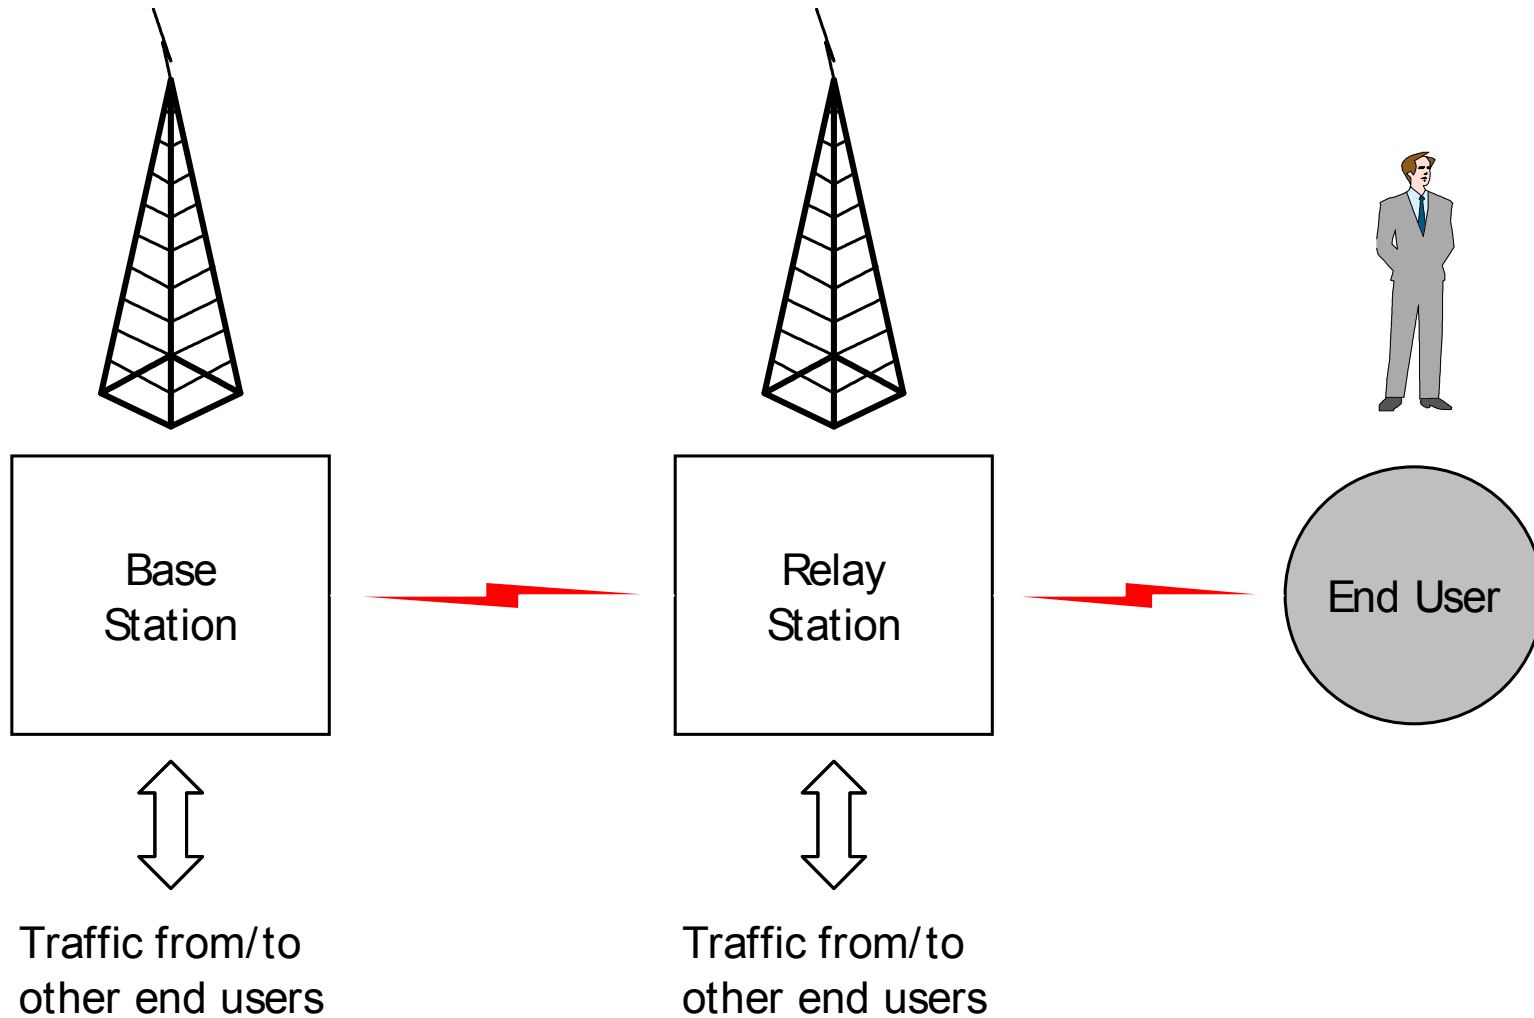 Base
Station
Relay
Station
End User
Traffic from/to
other end users
Traffic from/to
other end users